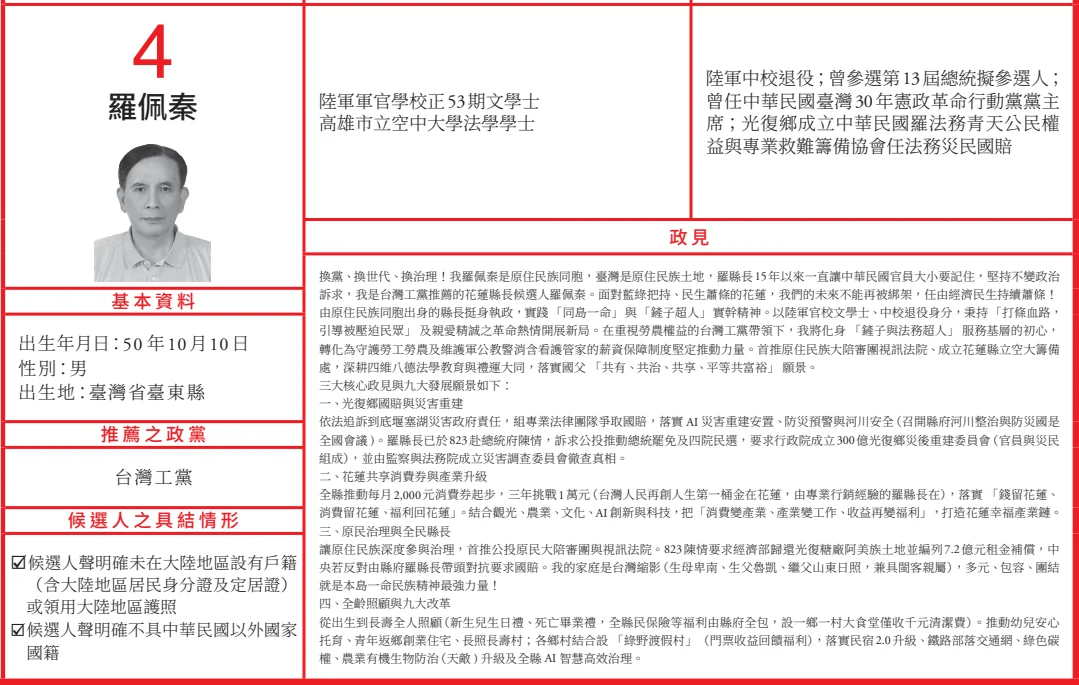 4
羅佩秦
基本資料
出生年月日：50年10月10日
性別：男
出生地：臺灣省臺東縣
推薦之政黨
台灣工黨
候選人之具結情形
☑候選人聲明確未在大陸地區設有戶籍
（含大陸地區居民身分證及定居證）
或領用大陸地區護照
☑候選人聲明確不具中華民國以外國家
國籍
陸軍軍官學校正53期文學士
高雄市立空中大學法學學士
陸軍中校退役；曾參選第13屆總統擬參選人；
曾任中華民國臺灣30年憲政革命行動黨黨主
席；光復鄉成立中華民國羅法務青天公民權
益與專業救難籌備協會任法務災民國賠
政見
換黨、換世代、換治理！我羅佩秦是原住民族同胞，臺灣是原住民族土地，羅縣長15年以來一直讓中華民國官員大小要記住，堅持不變政治
訴求，我是台灣工黨推薦的花蓮縣長候選人羅佩秦。面對藍綠把持、民生蕭條的花蓮，我們的未來不能再被綁架，任由經濟民生持續蕭條！
由原住民族同胞出身的縣長挺身執政，實踐「同島一命」與「鏟子超人」實幹精神。以陸軍官校文學士、中校退役身分，秉持「打條血路，
引導被壓迫民眾」及親愛精誠之革命熱情開展新局。在重視勞農權益的台灣工黨帶領下，我將化身「鏟子與法務超人」服務基層的初心，
轉化為守護勞工勞農及維護軍公教警消含看護管家的薪資保障制度堅定推動力量。首推原住民族大陪審團視訊法院、成立花蓮縣立空大籌備
處，深耕四維八德法學教育與禮運大同，落實國父「共有、共治、共享、平等共富裕」願景。
三大核心政見與九大發展願景如下：
一、光復鄉國賠與災害重建
依法追訴到底堰塞湖災害政府責任，組專業法律團隊爭取國賠，落實AI災害重建安置、防災預警與河川安全（召開縣府河川整治與防災國是
全國會議）。羅縣長已於823赴總統府陳情，訴求公投推動總統罷免及四院民選，要求行政院成立300億光復鄉災後重建委員會（官員與災民
組成），並由監察與法務院成立災害調查委員會徹查真相。
二、花蓮共享消費券與產業升級
全縣推動每月2,000元消費券起步，三年挑戰1萬元（台灣人民再創人生第一桶金在花蓮，由專業行銷經驗的羅縣長在），落實「錢留花蓮、
消費留花蓮、福利回花蓮」。結合觀光、農業、文化、AI創新與科技，把「消費變產業、產業變工作、收益再變福利」，打造花蓮幸福產業鏈。
三、原民治理與全民縣長
讓原住民族深度參與治理，首推公投原民大陪審團與視訊法院。823陳情要求經濟部歸還光復糖廠阿美族土地並編列7.2億元租金補償，中
央若反對由縣府羅縣長帶頭對抗要求國賠。我的家庭是台灣縮影（生母卑南、生父魯凱、繼父山東日照，兼具閩客親屬），多元、包容、團結
就是本島一命民族精神最強力量！
四、全齡照顧與九大改革
從出生到長壽全人照顧（新生兒生日禮、死亡畢業禮，全縣民保險等福利由縣府全包，設一鄉一村大食堂僅收千元清潔費）。推動幼兒安心
托育、青年返鄉創業住宅、長照長壽村；各鄉村結合設「綠野渡假村」（門票收益回饋福利），落實民宿2.0升級、鐵路部落交通網、綠色碳
權、農業有機生物防治（天敵）升級及全縣AI智慧高效治理。